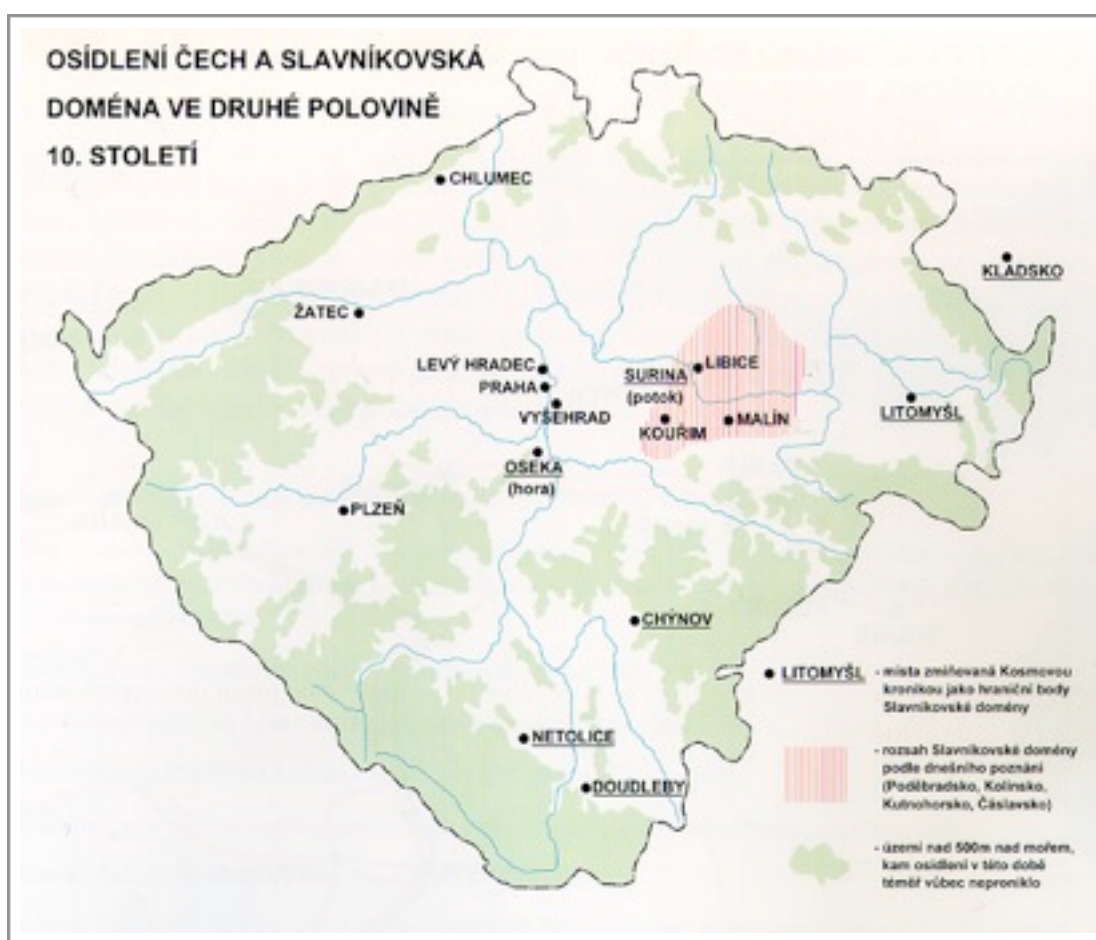 OSÍDLENÍ ČECH A SLAVNÍKOVSKÁ
DOMÉNA VE DRUHÉ POLOVINĚ
10. STOLETÍ
CHLUMEC
KLADSKO
ŽATEC
LEVÝ HRADEC
PRAHA
VYŠEHRAD
SURINA
(potok)
LIBICE
KOUŘIM
MALÍN
LITOMYŠL
OSEKA
(hora)
PLZEŇ
CHÝNOV
NETOLICE
DOUDLEBY
LITOMYŠL
- místa zmiňovaná Kosmovou
kronikou jako hraniční body
Slavníkovské domény
- rozsah Slavníkovské domény
podle dnešního poznání
(Poděbradsko, Kolínsko,
Kutnohorsko, Čáslavsko)
- území nad 500m nad mořem,
kam osídlení v této době
téměř vůbec neproniklo